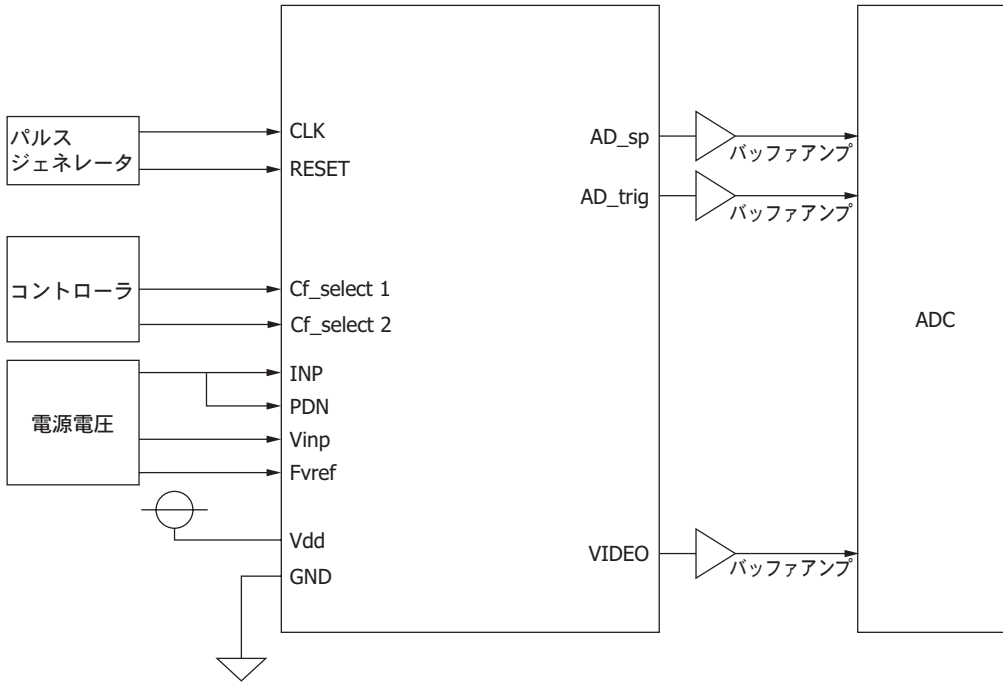 パルス
ジェネレータ
CLK
RESET
AD_sp
バッファアンプ
AD_trig
バッファアンプ
コントローラ
Cf_select 1
Cf_select 2
ADC
INP
PDN
電源電圧
Vinp
Fvref
Vdd
GND
VIDEO
バッファアンプ